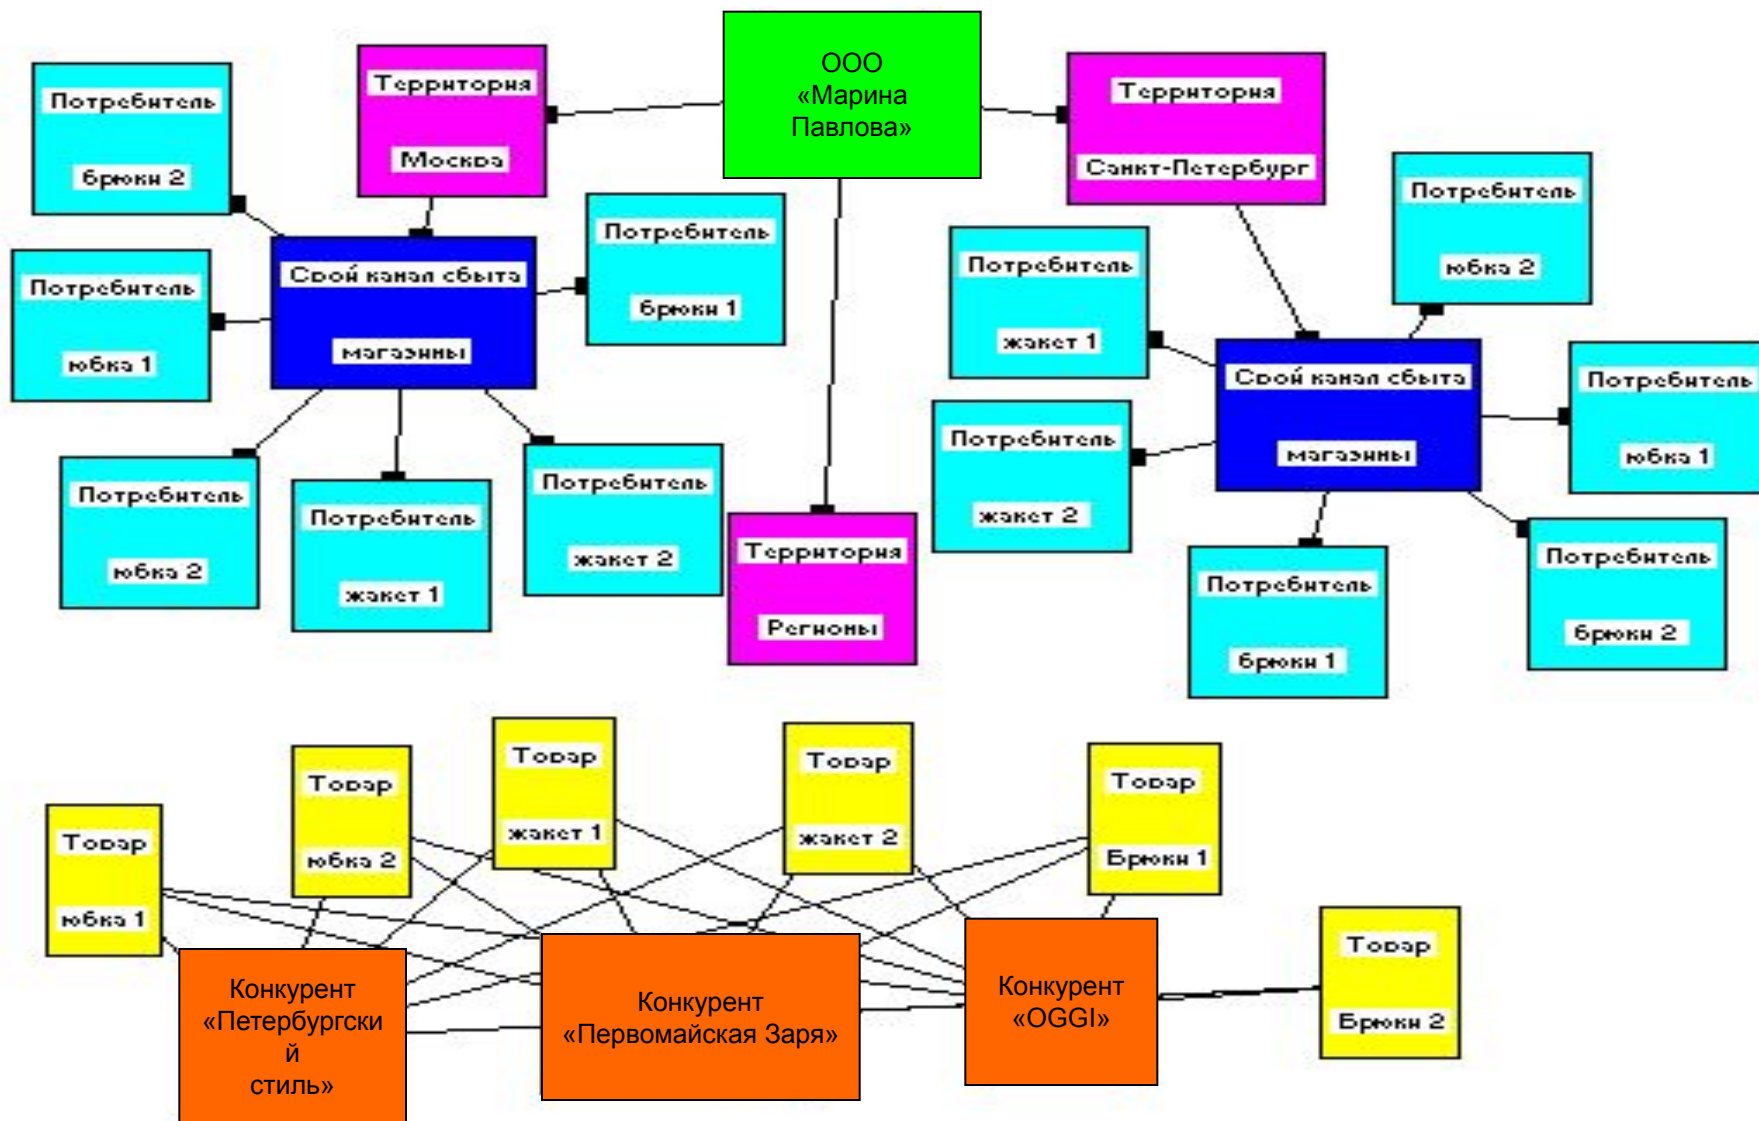 ООО
«Марина
Павлова»
Территория
Москва
Территория
Санкт-Петербург
Потребитель
брюки 2
Потребитель
юбка 1
Свой канал сбыта
магазины
Потребитель
брюки 1
Потребитель
юбка 2
Потребитель
жакет 1
Потребитель
жакет 2
Территория
Регионы
Потребитель
жакет 1
Потребитель
юбка 2
Потребитель
жакет 2
Свой канал сбыта
магазины
Потребитель
юбка 1
Потребитель
брюки 1
Потребитель
брюки 2
Товар
юбка 1
Товар
юбка 2
Товар
жакет 1
Товар
жакет 2
Товар
Брюки 1
Товар
Брюки 2
Конкурент
«Петербургски
й
стиль»
Конкурент
«Первомайская Заря»
Конкурент
«OGGI»